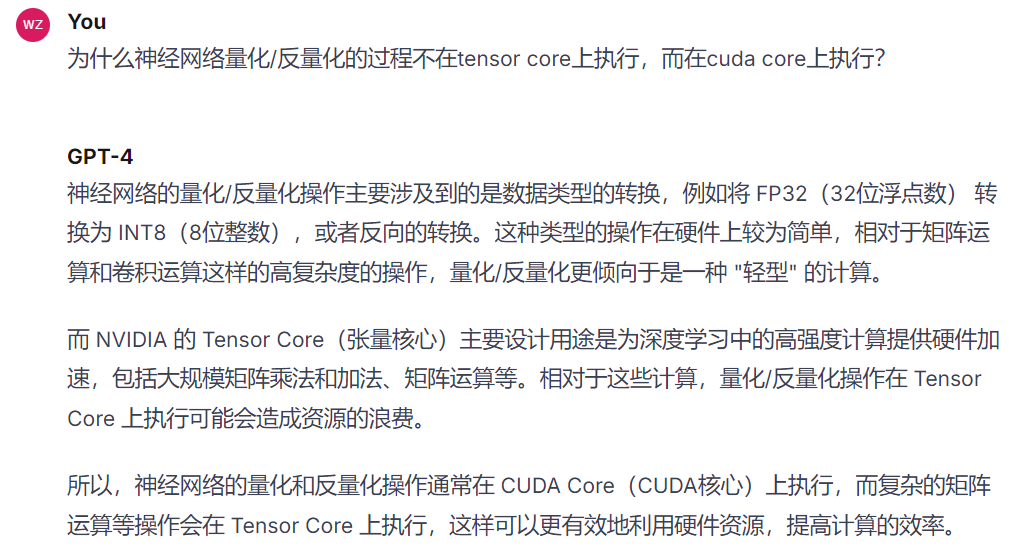 WZ
You
为什么神经网络量化/反量化的过程不在tensor core上执行，而在cuda core上执行？
GPT-4
神经网络的量化/反量化操作主要涉及到的是数据类型的转换，例如将 FP32（32位浮点数） 转
换为 INT8（8位整数），或者反向的转换。这种类型的操作在硬件上较为简单，相对于矩阵运
算和卷积运算这样的高复杂度的操作，量化/反量化更倾向于是一种 "轻型" 的计算。
而 NVIDIA 的 Tensor Core（张量核心）主要设计用途是为深度学习中的高强度计算提供硬件加
速，包括大规模矩阵乘法和加法、矩阵运算等。相对于这些计算，量化/反量化操作在 Tensor
Core 上执行可能会造成资源的浪费。
所以，神经网络的量化和反量化操作通常在 CUDA Core（CUDA核心）上执行，而复杂的矩阵
运算等操作会在 Tensor Core 上执行，这样可以更有效地利用硬件资源，提高计算的效率。